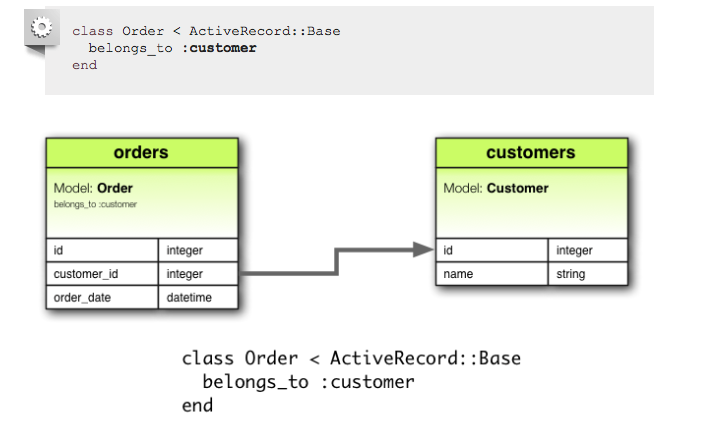 class Order < ActiveRecord::Base
  belongs_to :customer
end
orders
Model: Order
belongs_to :customer
id integer
customer_id integer
order_date datetime
customers
Model: Customer
id integer
name string
class Order < ActiveRecord::Base
  belongs_to :customer
end